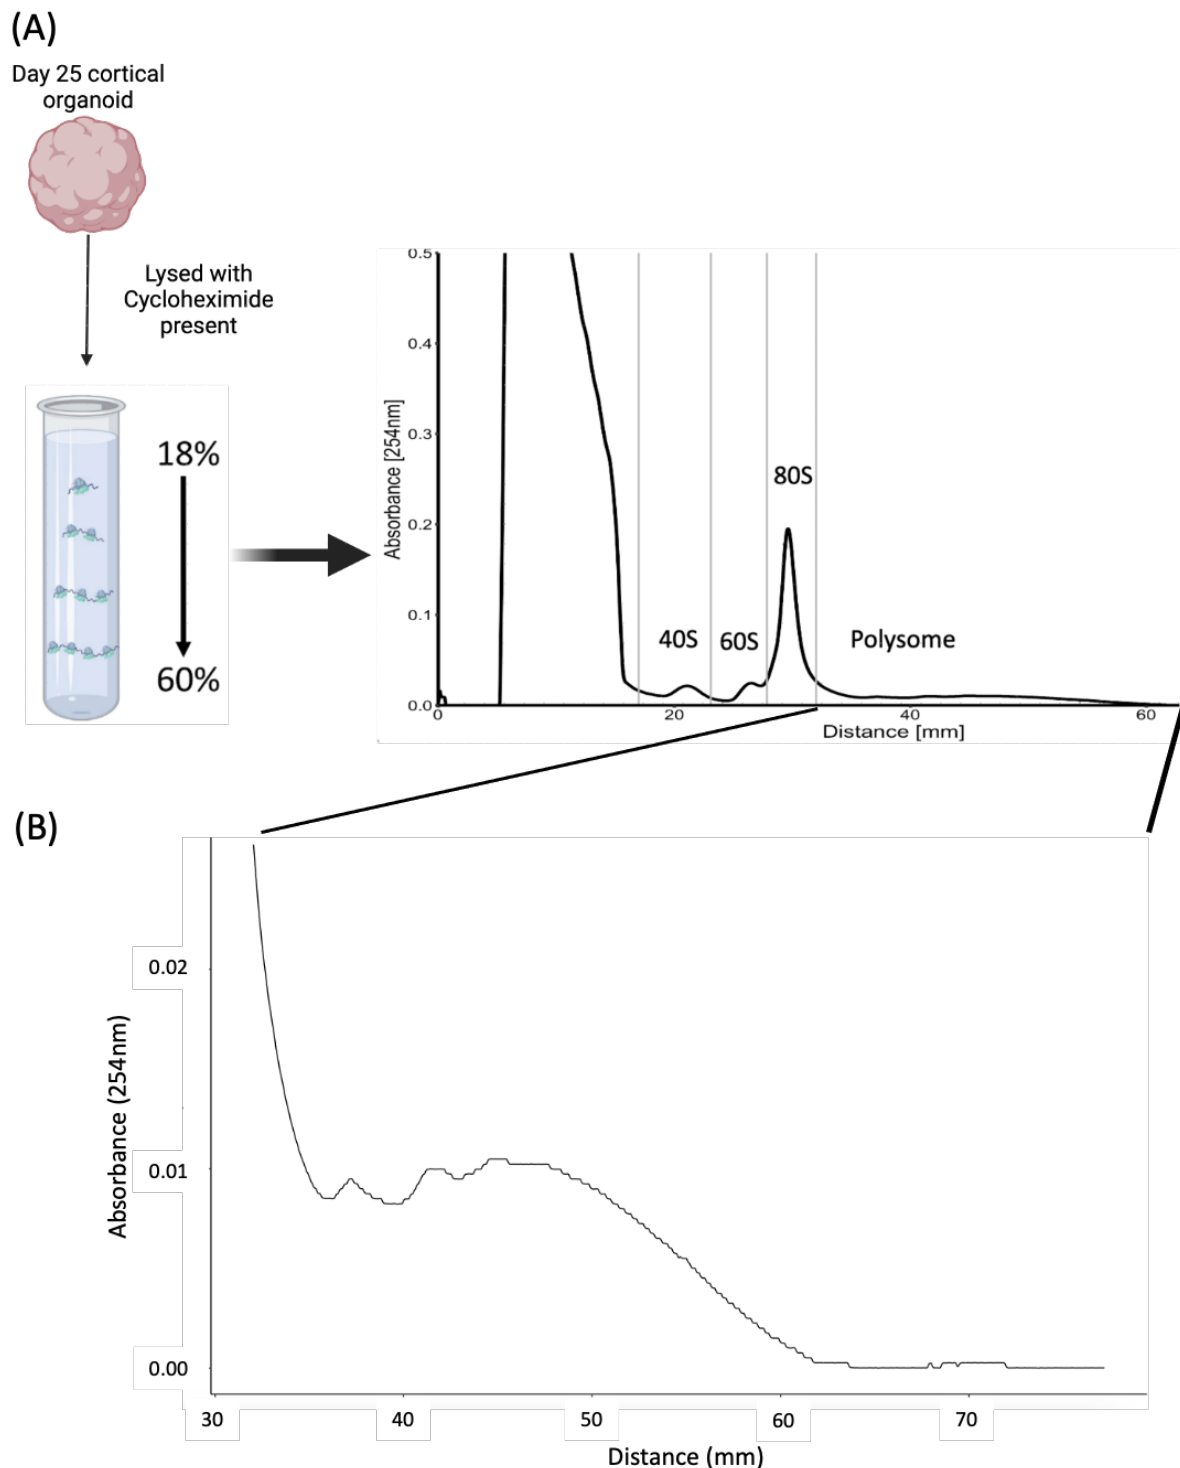 (A)
Day 25 cortical
organoid
Lysed with
Cycloheximide
present
18%
60%
0.5
0.4
0.3
0.2
0.1
0.0
Absorbance [254nm]
40S
60S
80S
Polysome
0
20
40
60
Distance [mm]
(B)
0.02
0.01
0.00
Absorbance (254nm)
30
40
50
60
70
Distance (mm)